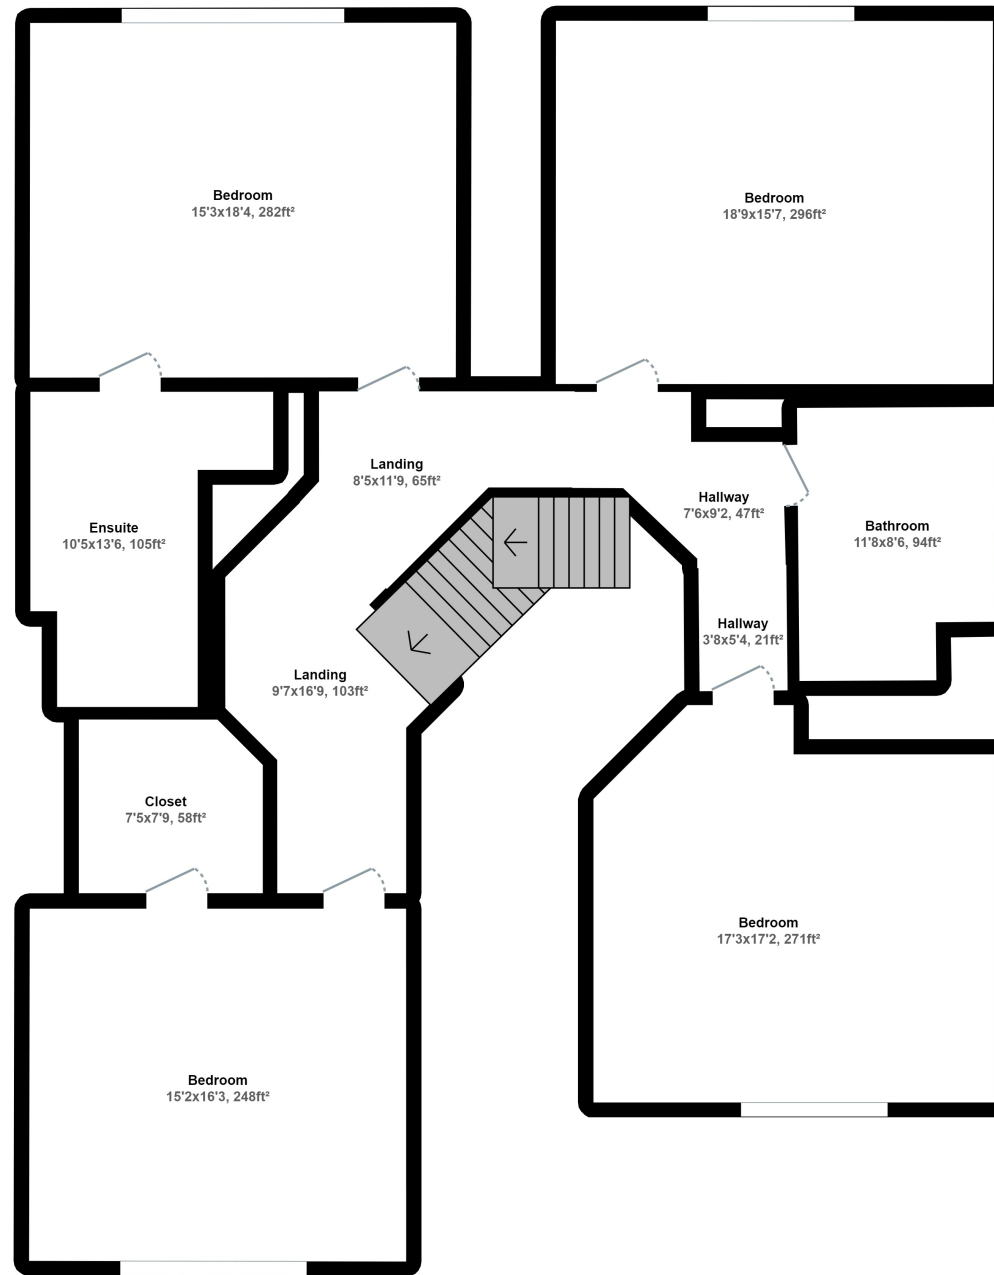 Bedroom
15'3x18'4, 282ft²
Bedroom
18'9x15'7, 296ft²
Landing
8'5x11'9, 65ft²
Hallway
7'6x9'2, 47ft²
Ensuite
10'5x13'6, 105ft²
Bathroom
11'8x8'6, 94ft²
Hallway
3'8x5'4, 21ft²
Landing
9'7x16'9, 103ft²
Closet
7'5x7'9, 58ft²
Bedroom
17'3x17'2, 271ft²
Bedroom
15'2x16'3, 248ft²